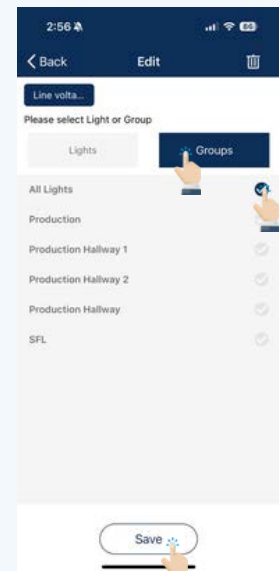 2:56
86
Back Edit
Line volta...
Please select Light or Group
Lights Groups
All Lights
Production
Production Hallway 1
Production Hallway 2
Production Hallway
SFL
Save